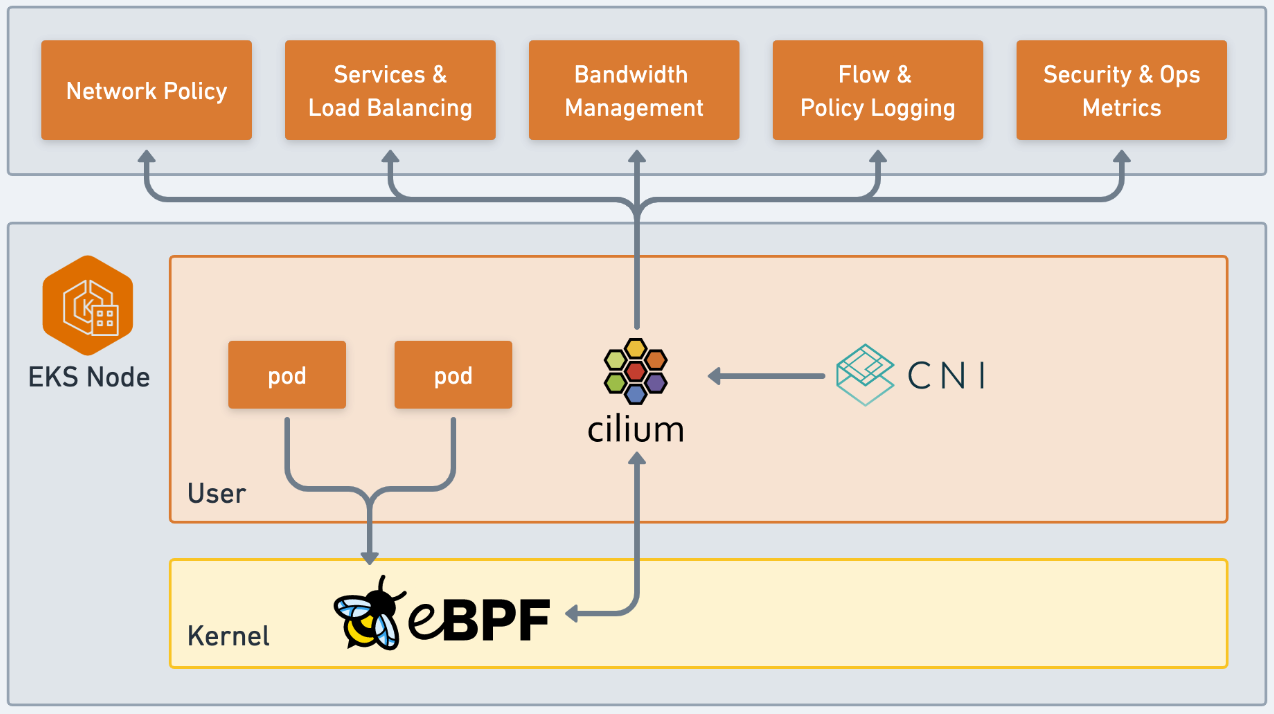 Network Policy
Services &
Load Balancing
Bandwidth
Management
Flow &
Policy Logging
Security & Ops
Metrics
K
EKS Node
pod
pod
cilium
CNI
User
Kernel
eBPF